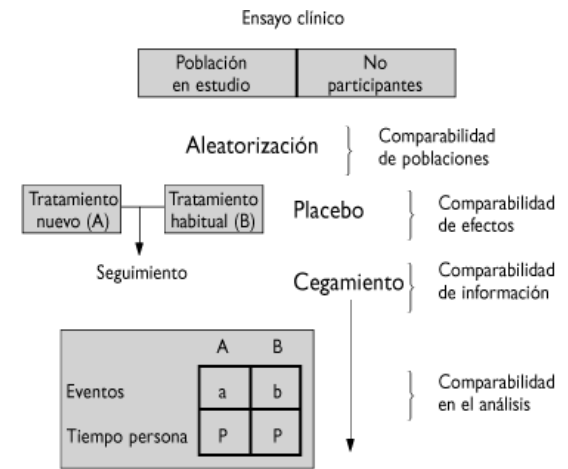 Ensayo clínico
Población
en estudio
No
participantes
Aleatorización
Comparabilidad
de poblaciones
Tratamiento
nuevo (A)
Tratamiento
habitual (B)
Placebo
Comparabilidad
de efectos
Seguimiento
Cegamiento
Comparabilidad
de información
A B
Eventos a b
Tiempo persona P P
Comparabilidad
en el análisis